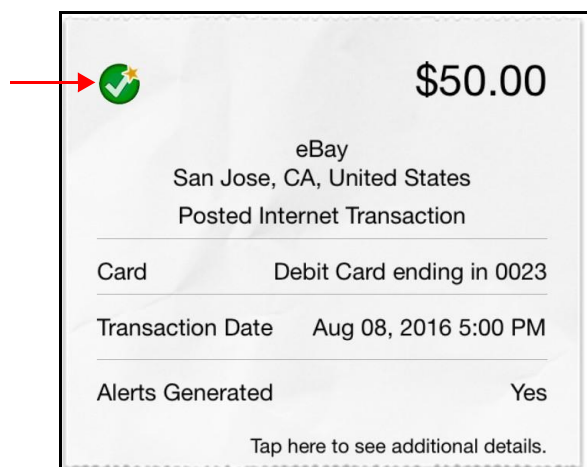 $50.00
eBay
San Jose, CA, United States
Posted Internet Transaction
Card Debit Card ending in 0023
Transaction Date Aug 08, 2016 5:00 PM
Alerts Generated Yes
Tap here to see additional details.